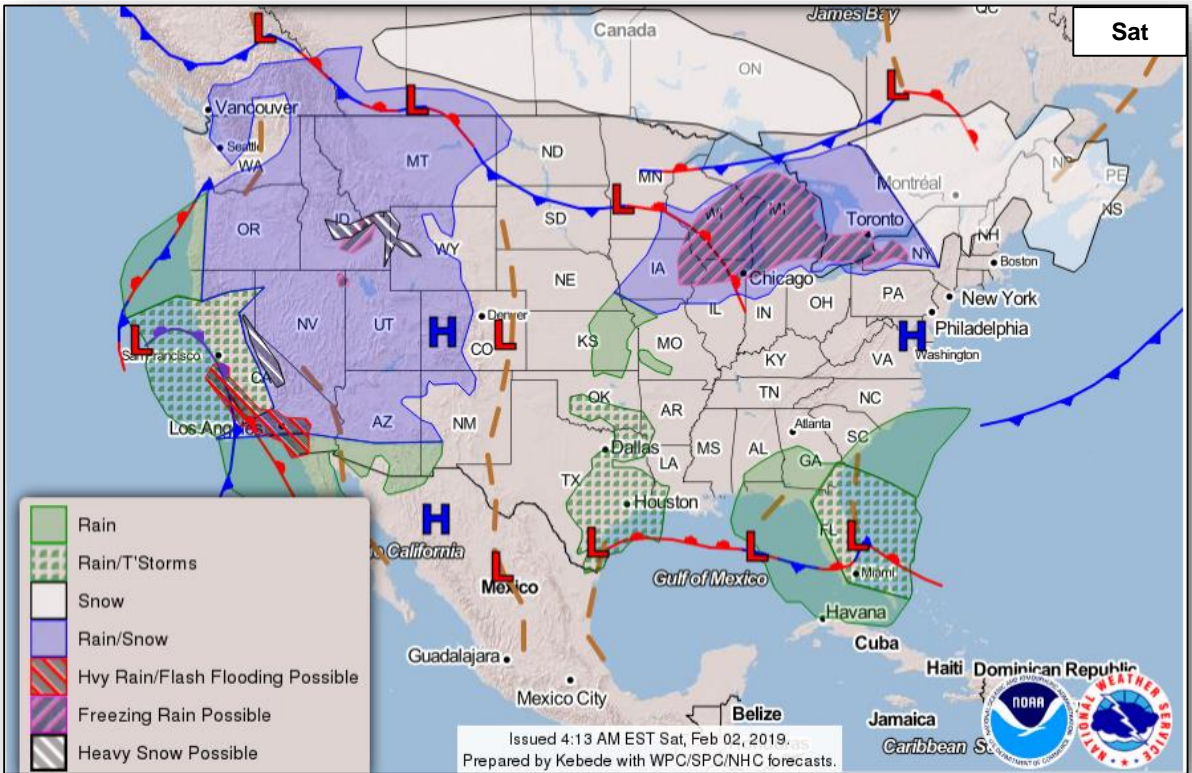 James Bay
QC
Sat
Canada
ON
L
L
L
Vancouver
Seattle
WA
MT
ND
MN
Montréal
PE
NS
OR
ID
WY
SD
L
WI
MI
Toronto
NY
NH
Boston
NE
IA
Chicago
PA
New York
NV
UT
H
Denver
CO
L
IL
IN
OH
H
Philadelphia
Washington
L
San Francisco
CA
KS
MO
KY
VA
Los Angeles
AZ
NM
OK
AR
TN
NC
Atlanta
SC
Dallas
LA
MS
AL
GA
TX
Houston
H
California
L
Mexico
L
L
L
FL
Miami
Gulf of Mexico
Havana
Cuba
Guadalajara
Mexico City
Haiti
Dominican Republic
Belize
Jamaica
Caribbean
Rain
Rain/T'Storms
Snow
Rain/Snow
Hvy Rain/Flash Flooding Possible
Freezing Rain Possible
Heavy Snow Possible
Issued 4:13 AM EST Sat, Feb 02, 2019.
Prepared by Kebede with WPC/SPC/NHC forecasts.
NOAA
NATIONAL WEATHER SERVICE